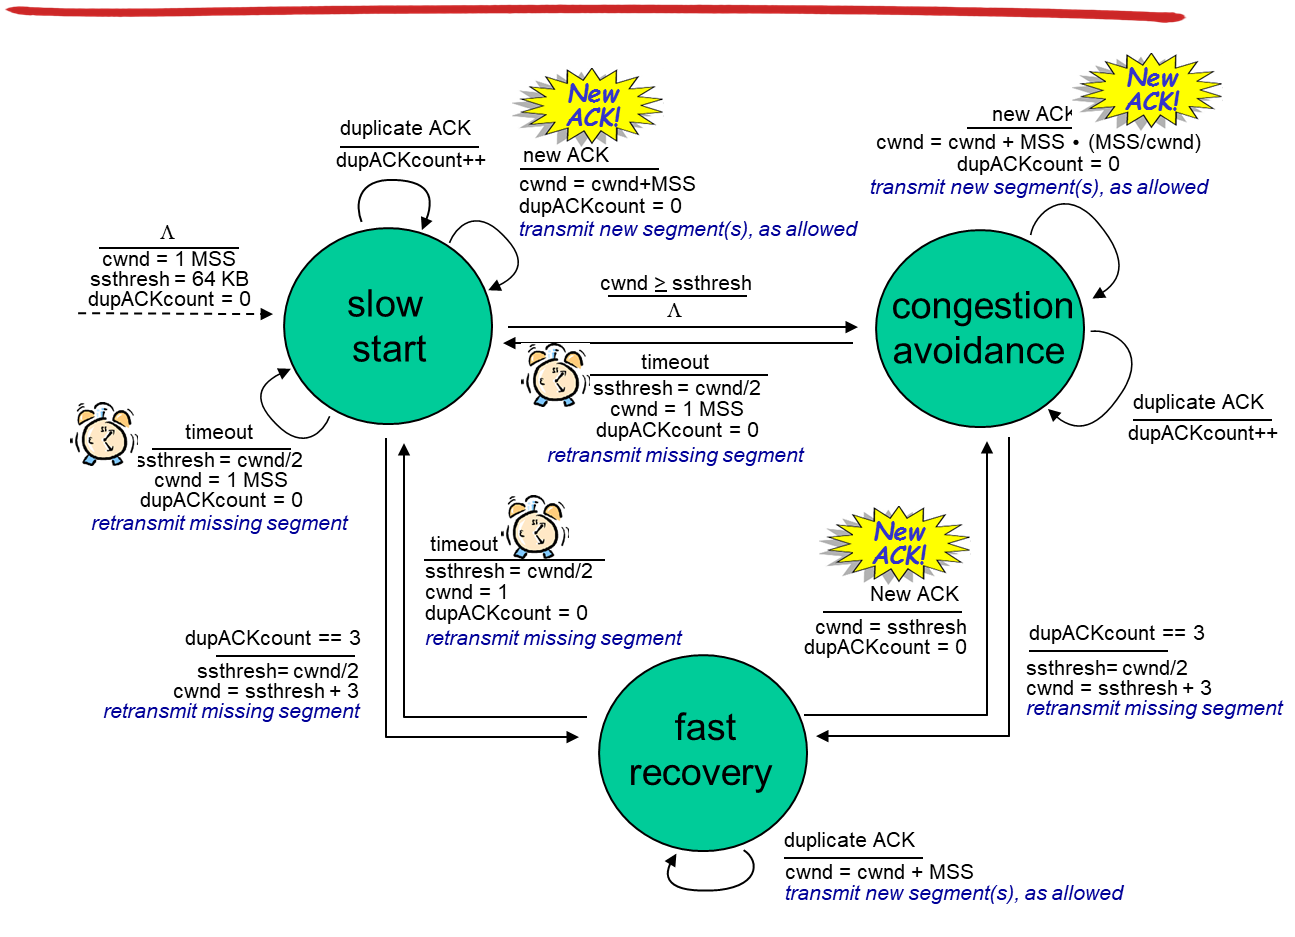 New
ACK!
duplicate ACK
dupACKcount++
new ACK
cwnd = cwnd+MSS
dupACKcount = 0
transmit new segment(s), as allowed
New
ACK!
new ACK
cwnd = cwnd + MSS • (MSS/cwnd)
dupACKcount = 0
transmit new segment(s), as allowed
Λ
cwnd = 1 MSS
ssthresh = 64 KB
dupACKcount = 0
slow
start
cwnd ≥ ssthresh
Λ
congestion
avoidance
timeout
ssthresh = cwnd/2
cwnd = 1 MSS
dupACKcount = 0
retransmit missing segment
duplicate ACK
dupACKcount++
timeout
ssthresh = cwnd/2
cwnd = 1 MSS
dupACKcount = 0
retransmit missing segment
timeout
ssthresh = cwnd/2
cwnd = 1
dupACKcount = 0
retransmit missing segment
New
ACK!
New ACK
cwnd = ssthresh
dupACKcount = 0
dupACKcount == 3
ssthresh= cwnd/2
cwnd = ssthresh + 3
retransmit missing segment
dupACKcount == 3
ssthresh= cwnd/2
cwnd = ssthresh + 3
retransmit missing segment
fast
recovery
duplicate ACK
cwnd = cwnd + MSS
transmit new segment(s), as allowed